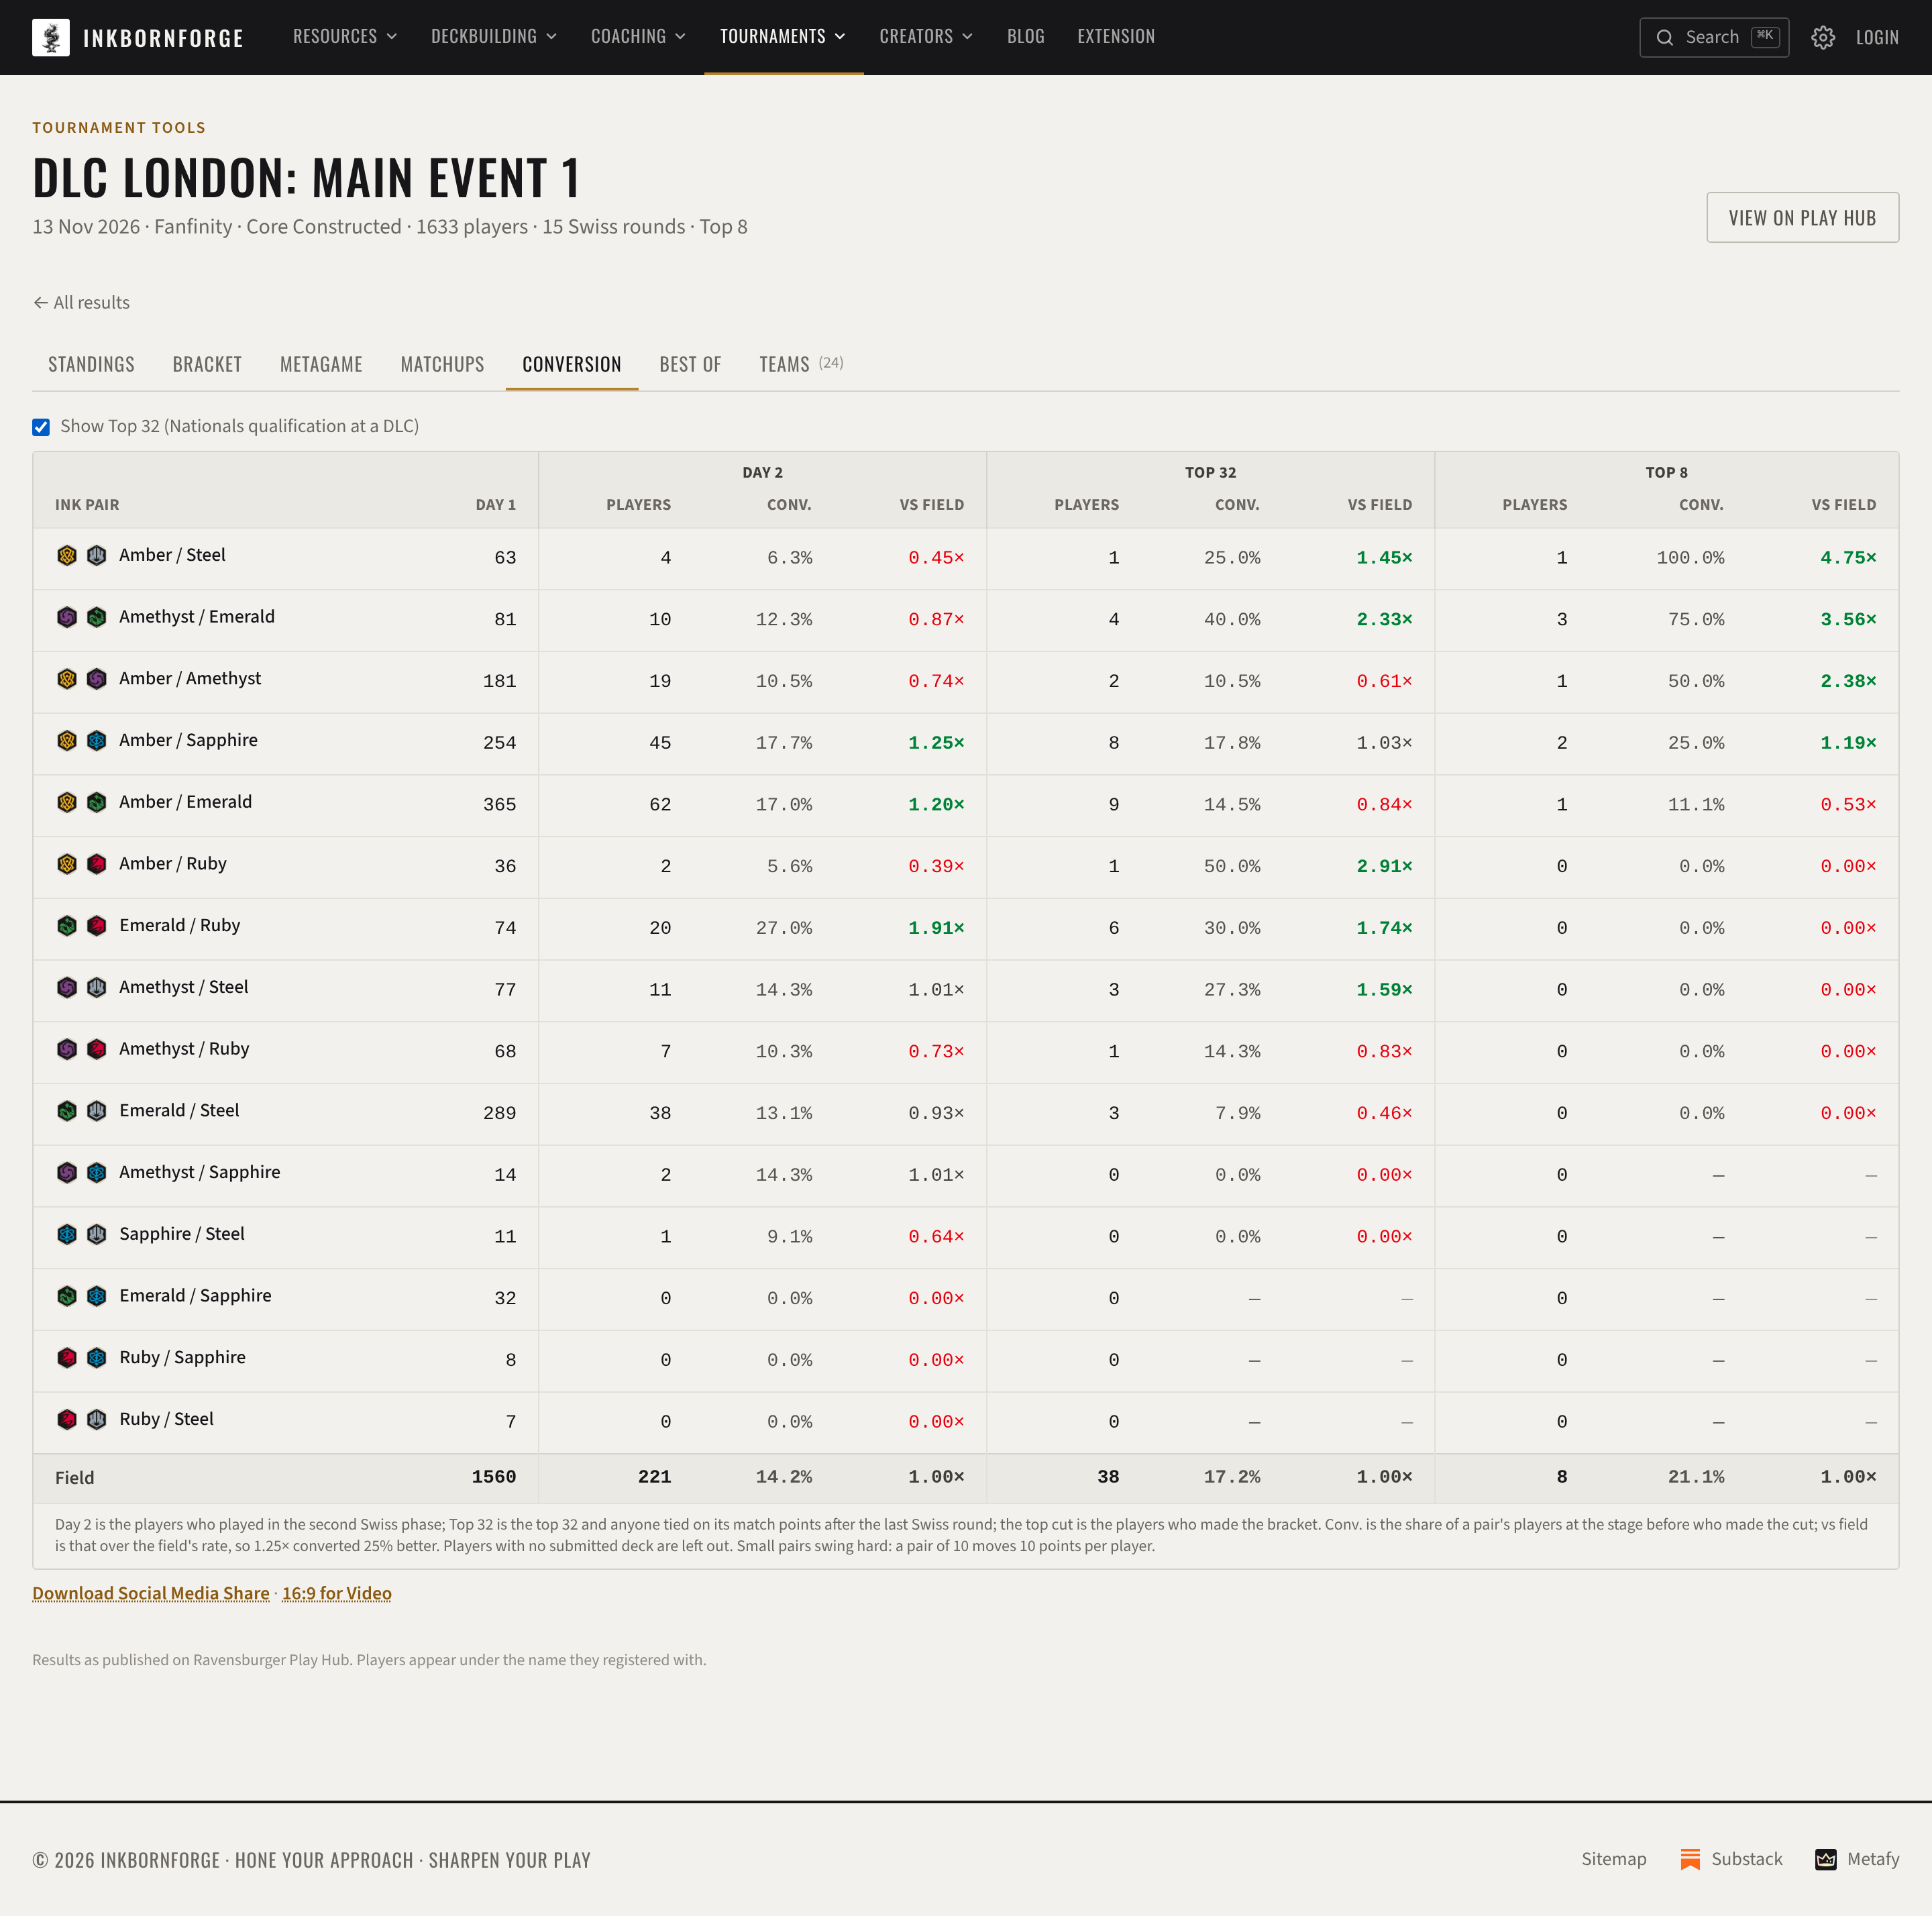 INKBORNFORGE RESOURCES DECKBUILDING COACHING TOURNAMENTS CREATORS BLOG EXTENSION Search ⌘K LOGIN
TOURNAMENT TOOLS
DLC LONDON: MAIN EVENT 1
13 Nov 2026 · Fanfinity · Core Constructed · 1633 players · 15 Swiss rounds · Top 8
VIEW ON PLAY HUB
← All results
STANDINGS BRACKET METAGAME MATCHUPS CONVERSION BEST OF TEAMS (24)
Show Top 32 (Nationals qualification at a DLC)
DAY 2 TOP 32 TOP 8
INK PAIR DAY 1 PLAYERS CONV. VS FIELD PLAYERS CONV. VS FIELD PLAYERS CONV. VS FIELD
Amber / Steel 63 4 6.3% 0.45× 1 25.0% 1.45× 1 100.0% 4.75×
Amethyst / Emerald 81 10 12.3% 0.87× 4 40.0% 2.33× 3 75.0% 3.56×
Amber / Amethyst 181 19 10.5% 0.74× 2 10.5% 0.61× 1 50.0% 2.38×
Amber / Sapphire 254 45 17.7% 1.25× 8 17.8% 1.03× 2 25.0% 1.19×
Amber / Emerald 365 62 17.0% 1.20× 9 14.5% 0.84× 1 11.1% 0.53×
Amber / Ruby 36 2 5.6% 0.39× 1 50.0% 2.91× 0 0.0% 0.00×
Emerald / Ruby 74 20 27.0% 1.91× 6 30.0% 1.74× 0 0.0% 0.00×
Amethyst / Steel 77 11 14.3% 1.01× 3 27.3% 1.59× 0 0.0% 0.00×
Amethyst / Ruby 68 7 10.3% 0.73× 1 14.3% 0.83× 0 0.0% 0.00×
Emerald / Steel 289 38 13.1% 0.93× 3 7.9% 0.46× 0 0.0% 0.00×
Amethyst / Sapphire 14 2 14.3% 1.01× 0 0.0% 0.00× 0 — —
Sapphire / Steel 11 1 9.1% 0.64× 0 0.0% 0.00× 0 — —
Emerald / Sapphire 32 0 0.0% 0.00× 0 — — 0 — —
Ruby / Sapphire 8 0 0.0% 0.00× 0 — — 0 — —
Ruby / Steel 7 0 0.0% 0.00× 0 — — 0 — —
Field 1560 221 14.2% 1.00× 38 17.2% 1.00× 8 21.1% 1.00×
Day 2 is the players who played in the second Swiss phase; Top 32 is the top 32 and anyone tied on its match points after the last Swiss round; the top cut is the players who made the bracket. Conv. is the share of a pair's players at the stage before who made the cut; vs field
is that over the field's rate, so 1.25× converted 25% better. Players with no submitted deck are left out. Small pairs swing hard: a pair of 10 moves 10 points per player.
Download Social Media Share · 16:9 for Video
Results as published on Ravensburger Play Hub. Players appear under the name they registered with.
© 2026 INKBORNFORGE · HONE YOUR APPROACH · SHARPEN YOUR PLAY Sitemap Substack Metafy